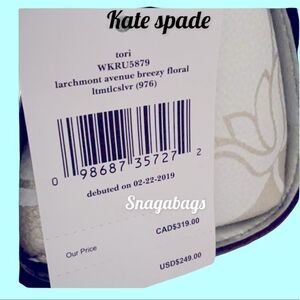 Kate spade
tori
WKRU5879
larchmont avenue breezy floral
ltmtlcslvr (976)
0 98687 35727 2
debuted on 02-22-2019
Snagabags
CAD$319.00
Our Price
USD$249.00